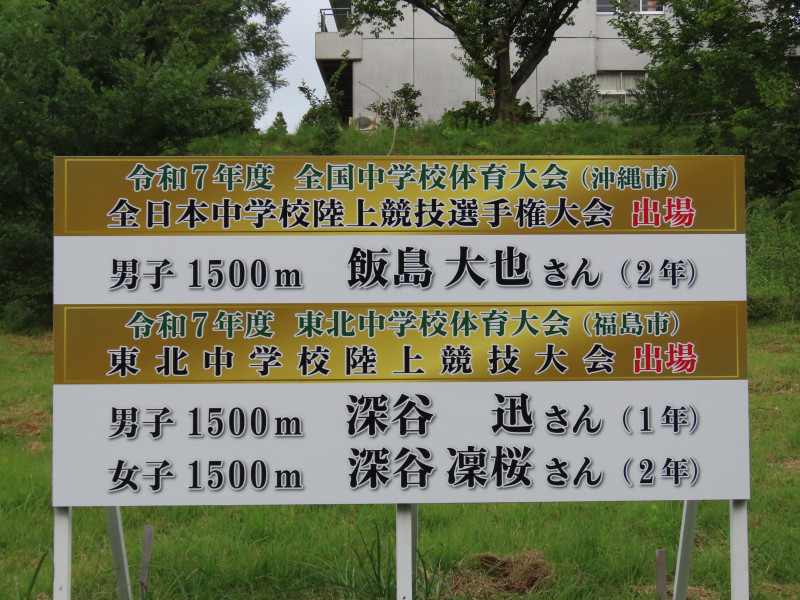 令和7年度 全国中学校体育大会(沖縄市)
全日本中学校陸上競技選手権大会 出場
男子 1500m 飯島 大也 さん (2年)
令和7年度 東北中学校体育大会(福島市)
東北中学校陸上競技大会 出場
男子 1500m 深谷 迅 さん (1年)
女子 1500m 深谷 凜桜 さん (2年)